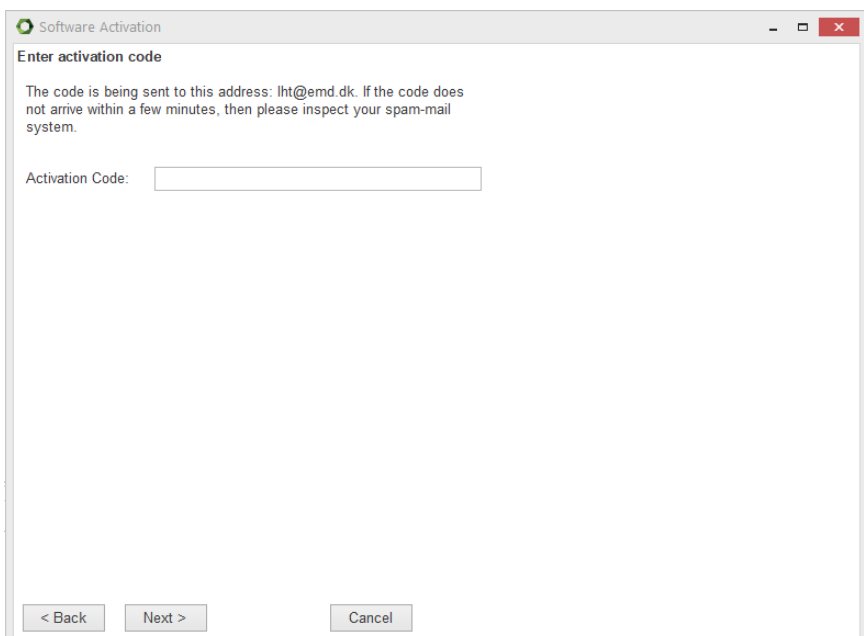 Software Activation
Enter activation code
The code is being sent to this address: lht@emd.dk. If the code does
not arrive within a few minutes, then please inspect your spam-mail
system.
Activation Code:
< Back Next > Cancel